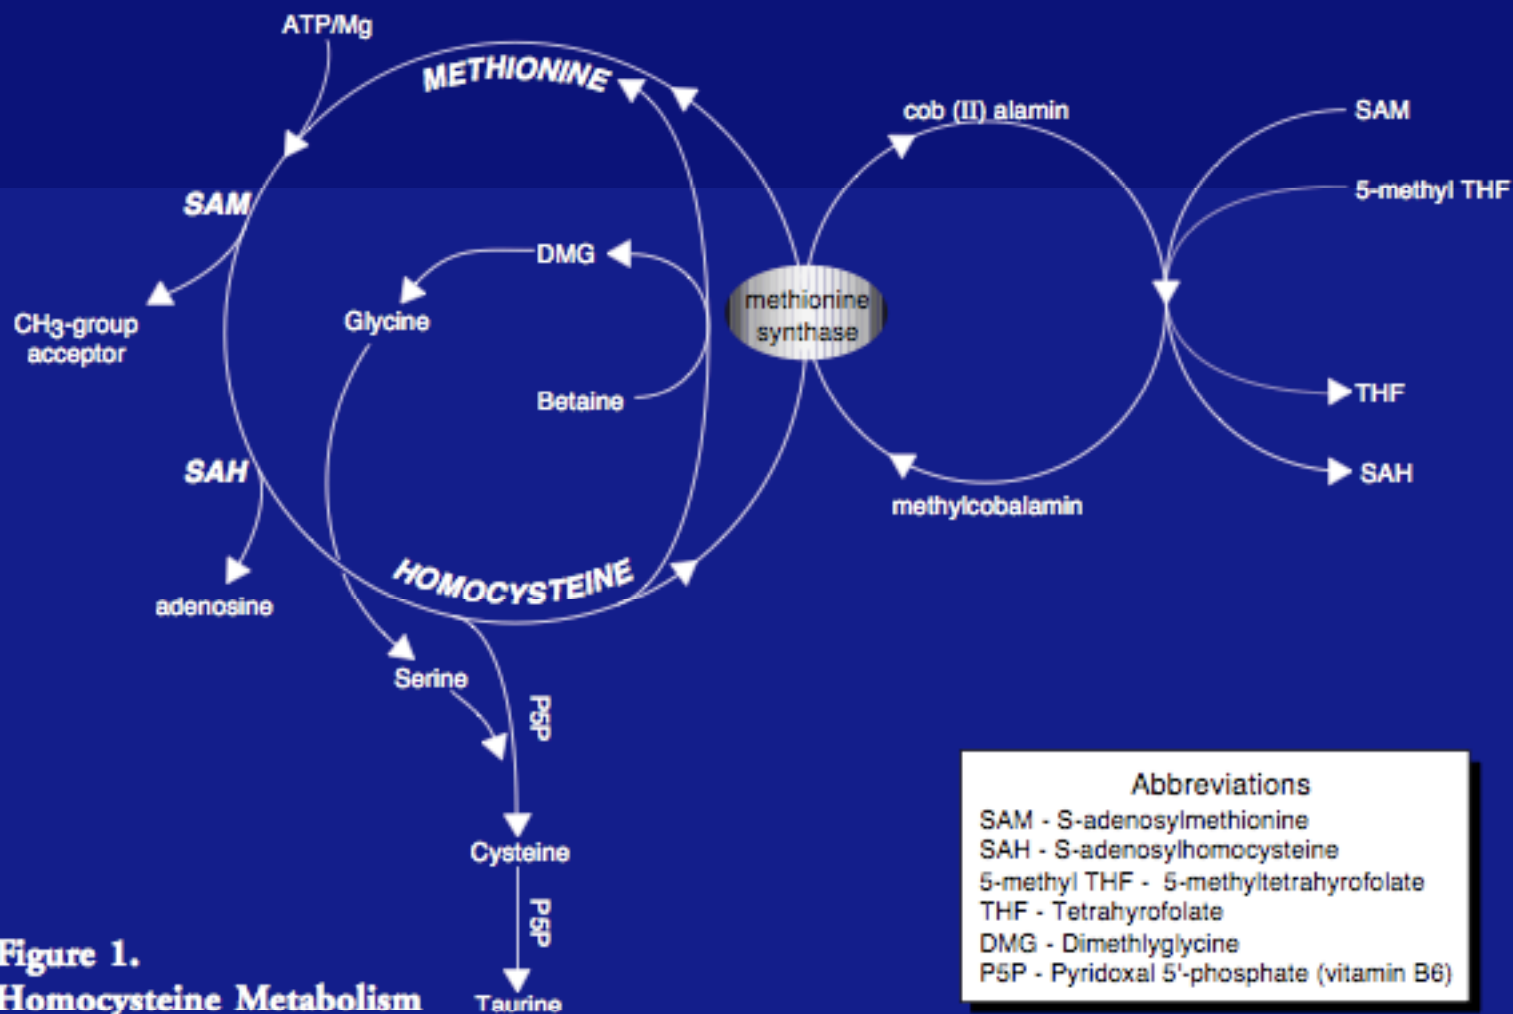 ATP/Mg
METHIONINE
cob (II) alamin
SAM
5-methyl THF
SAM
DMG
methionine
synthase
CH3-group
acceptor
Glycine
Betaine
THF
SAH
SAH
methylcobalamin
HOMOCYSTEINE
adenosine
Serine
P5P
Cysteine
P5P
Taurine
Abbreviations
SAM - S-adenosylmethionine
SAH - S-adenosylhomocysteine
5-methyl THF - 5-methyltetrahyrofolate
THF - Tetrahyrofolate
DMG - Dimethlyglycine
P5P - Pyridoxal 5'-phosphate (vitamin B6)
Figure 1.
Homocysteine Metabolism